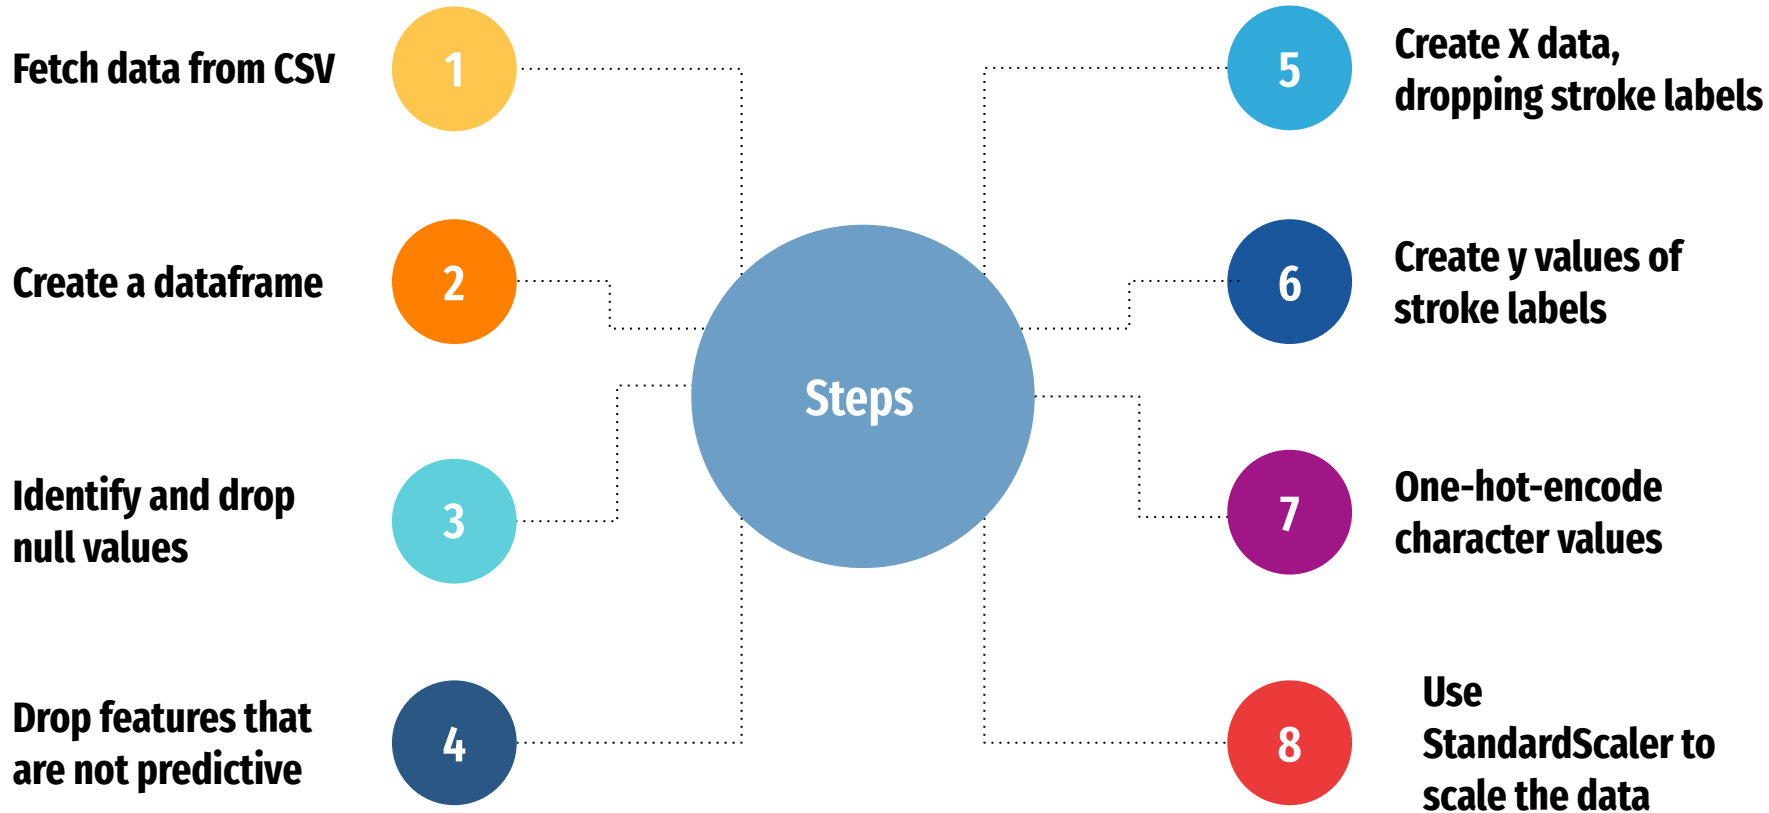 Fetch data from CSV
1
Create a dataframe
2
Identify and drop
null values
3
Drop features that
are not predictive
4
Steps
5
Create X data,
dropping stroke labels
6
Create y values of
stroke labels
7
One-hot-encode
character values
8
Use
StandardScaler to
scale the data